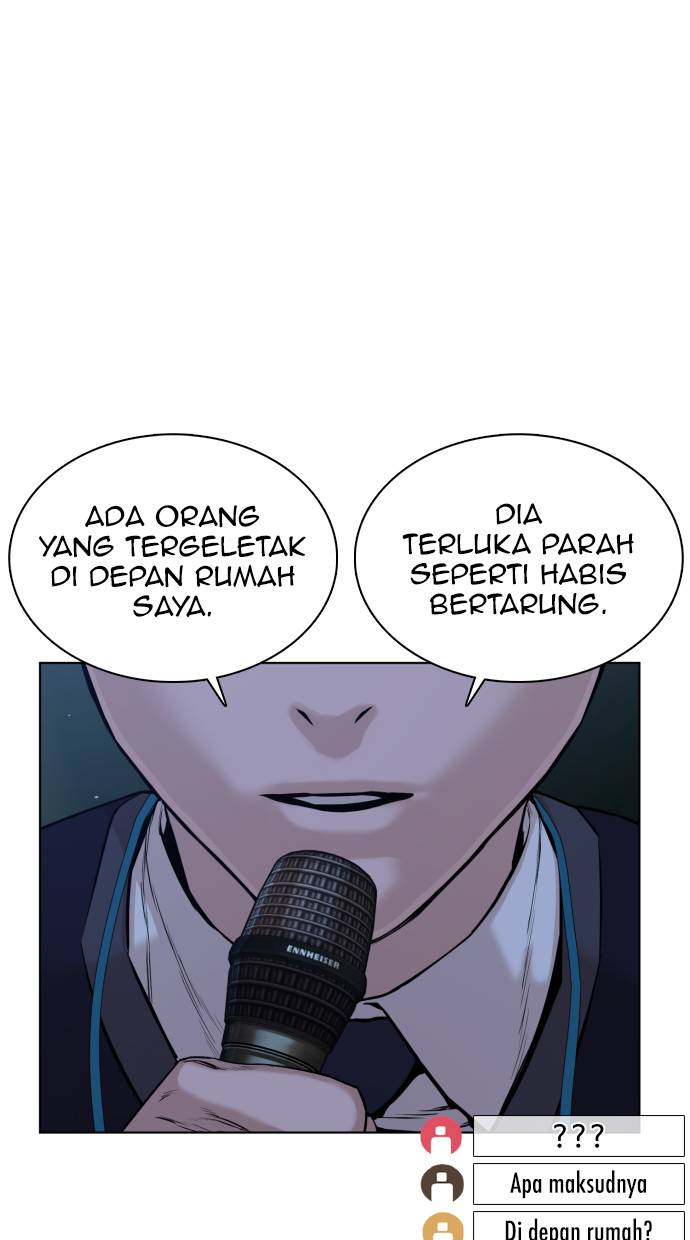 ADA ORANG
YANG TERGELETAK
DI DEPAN RUMAH
SAYA.
DIA
TERLUKA PARAH
SEPERTI HABIS
BERTARUNG.
ENNHEISER
???
Apa maksudnya
Di depan rumah?